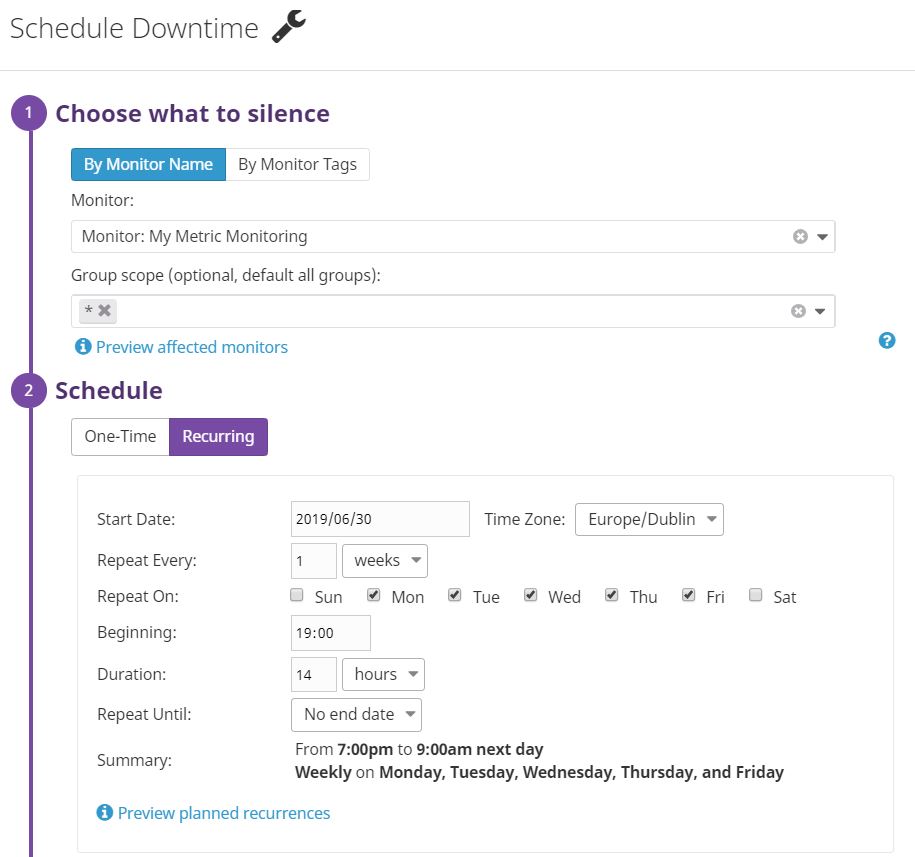 Schedule Downtime
1 Choose what to silence
By Monitor Name By Monitor Tags
Monitor:
Monitor: My Metric Monitoring
Group scope (optional, default all groups):
*
Preview affected monitors
2 Schedule
One-Time Recurring
Start Date: 2019/06/30 Time Zone: Europe/Dublin
Repeat Every: 1 weeks
Repeat On: Sun Mon Tue Wed Thu Fri Sat
Beginning: 19:00
Duration: 14 hours
Repeat Until: No end date
Summary: From 7:00pm to 9:00am next day
Weekly on Monday, Tuesday, Wednesday, Thursday, and Friday
Preview planned recurrences